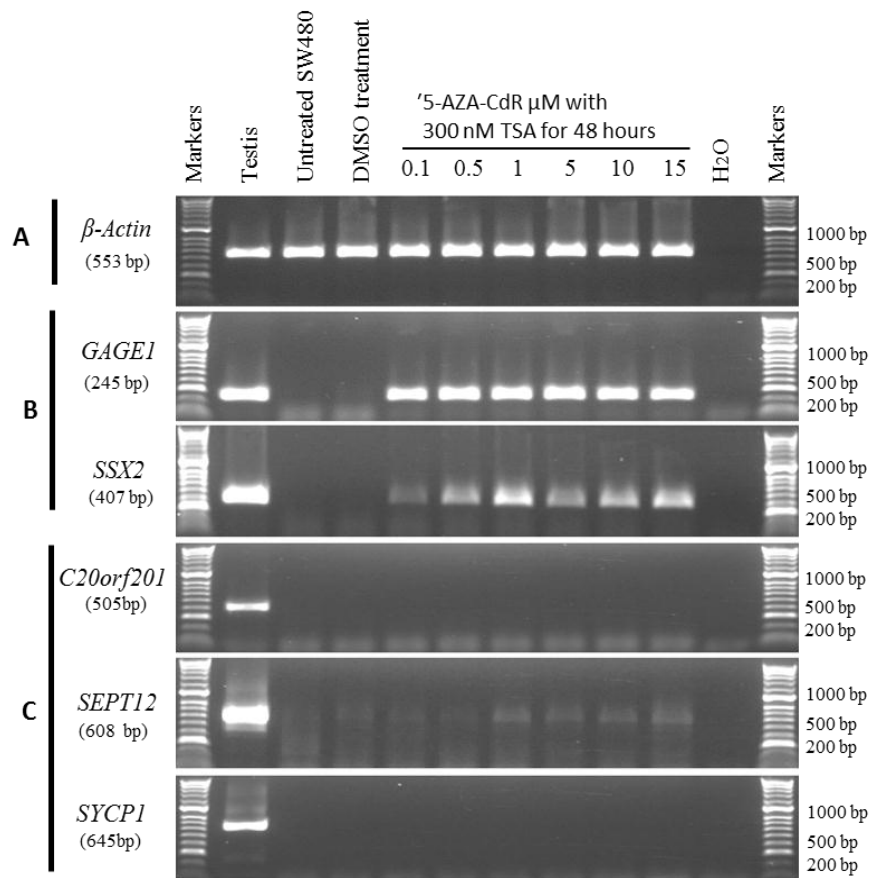 Markers
Testis
Untreated SW480
DMSO treatment
'5-AZA-CdR µM with
300 nM TSA for 48 hours
0.1 0.5 1 5 10 15
H2O
Markers
A
β-Actin
(553 bp)
1000 bp
500 bp
200 bp
B
GAGE1
(245 bp)
1000 bp
500 bp
200 bp
SSX2
(407 bp)
1000 bp
500 bp
200 bp
C
C20orf201
(505bp)
1000 bp
500 bp
200 bp
SEPT12
(608 bp)
1000 bp
500 bp
200 bp
SYCP1
(645bp)
1000 bp
500 bp
200 bp